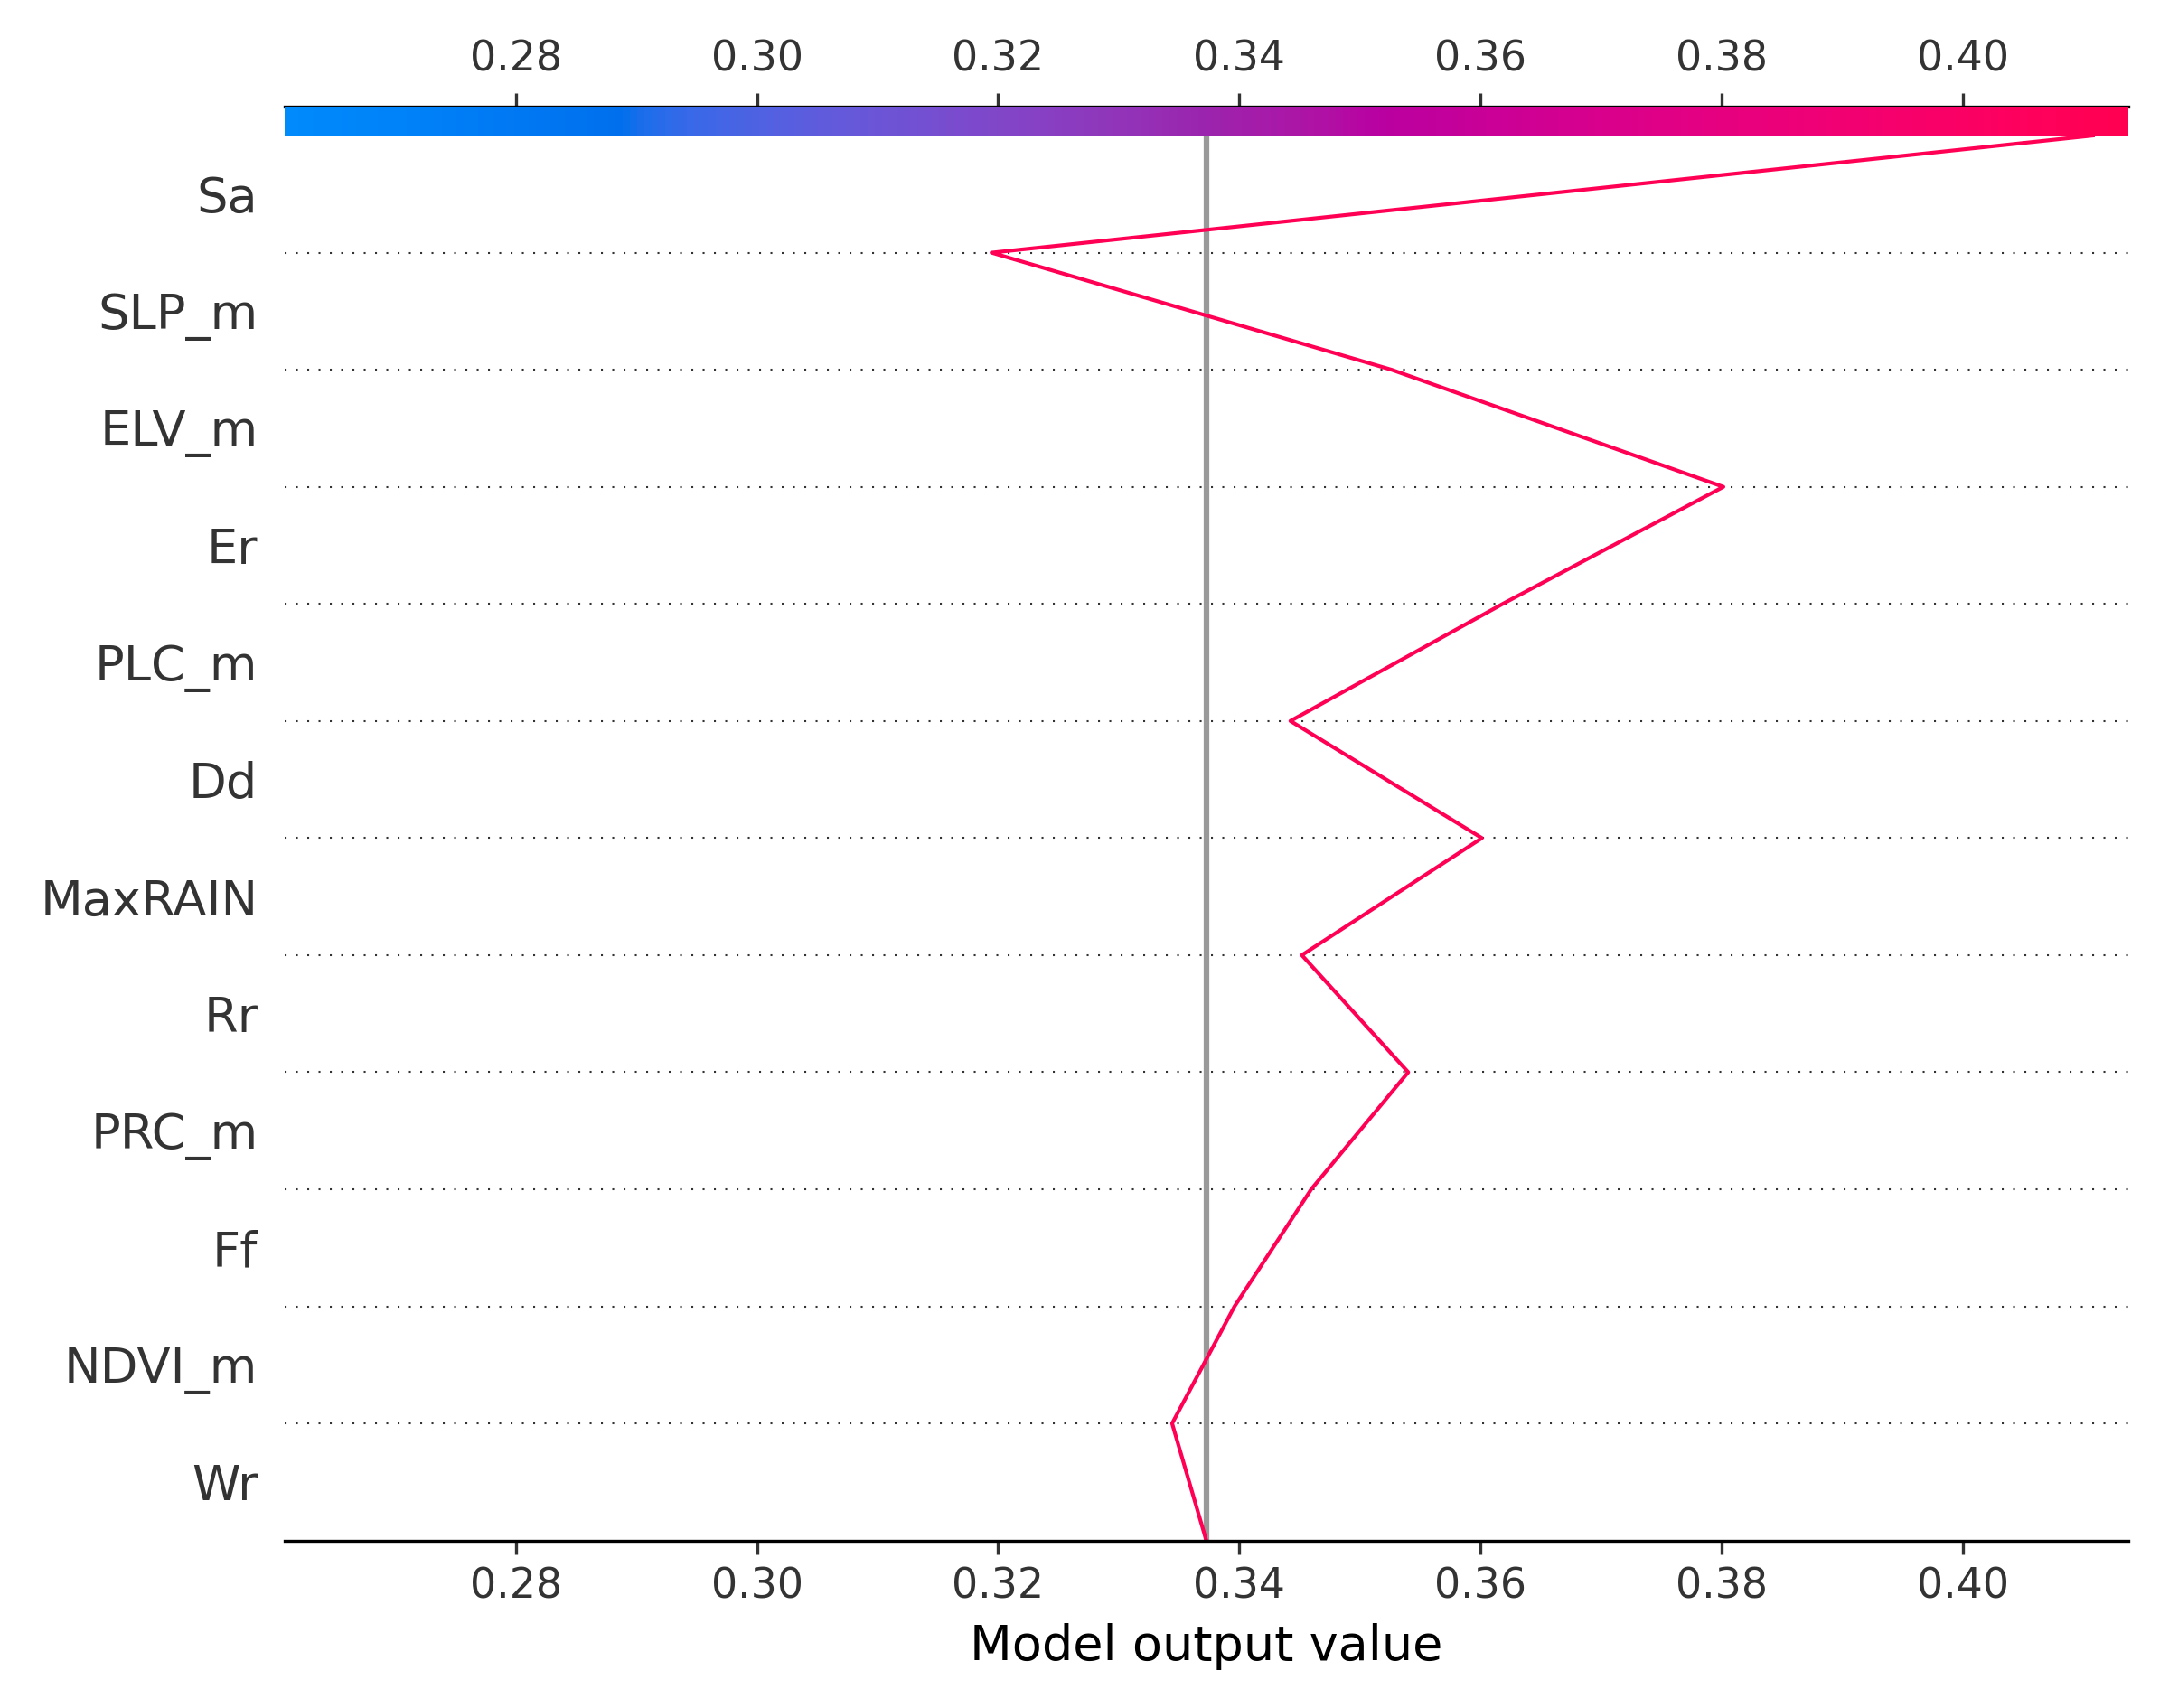 0.28 0.30 0.32 0.34 0.36 0.38 0.40
Sa
SLP_m
ELV_m
Er
PLC_m
Dd
MaxRAIN
Rr
PRC_m
Ff
NDVI_m
Wr
0.28 0.30 0.32 0.34 0.36 0.38 0.40
Model output value